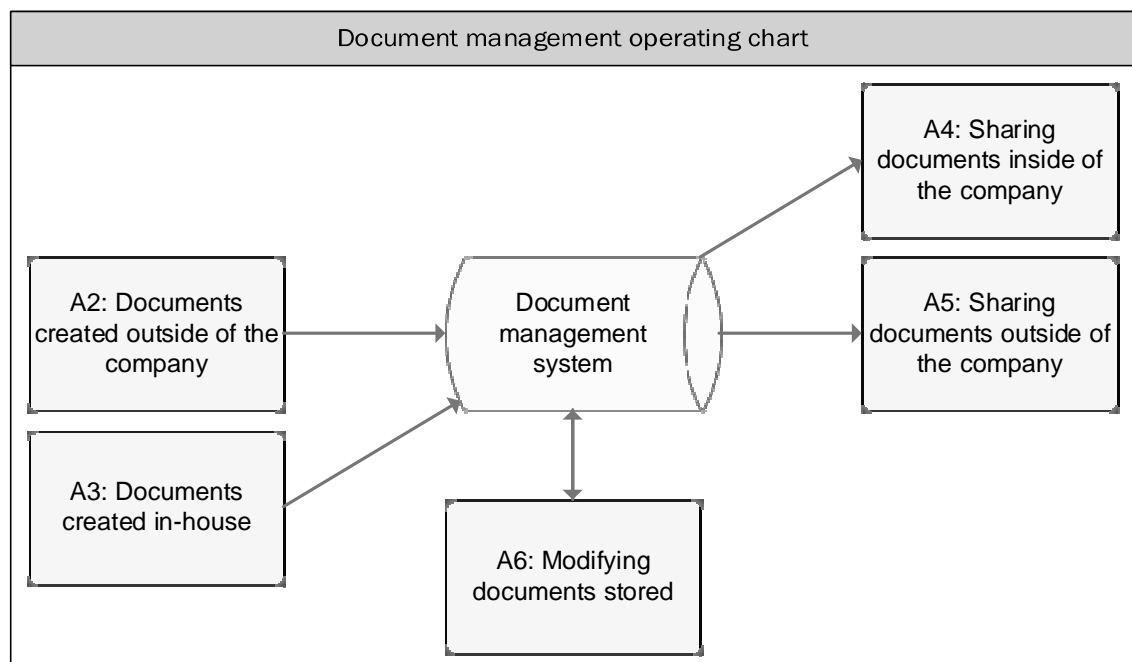 Document management operating chart
A4: Sharing
documents inside of
the company
A2: Documents
created outside of the
company
Document
management
system
A5: Sharing
documents outside of
the company
A3: Documents
created in-house
A6: Modifying
documents stored